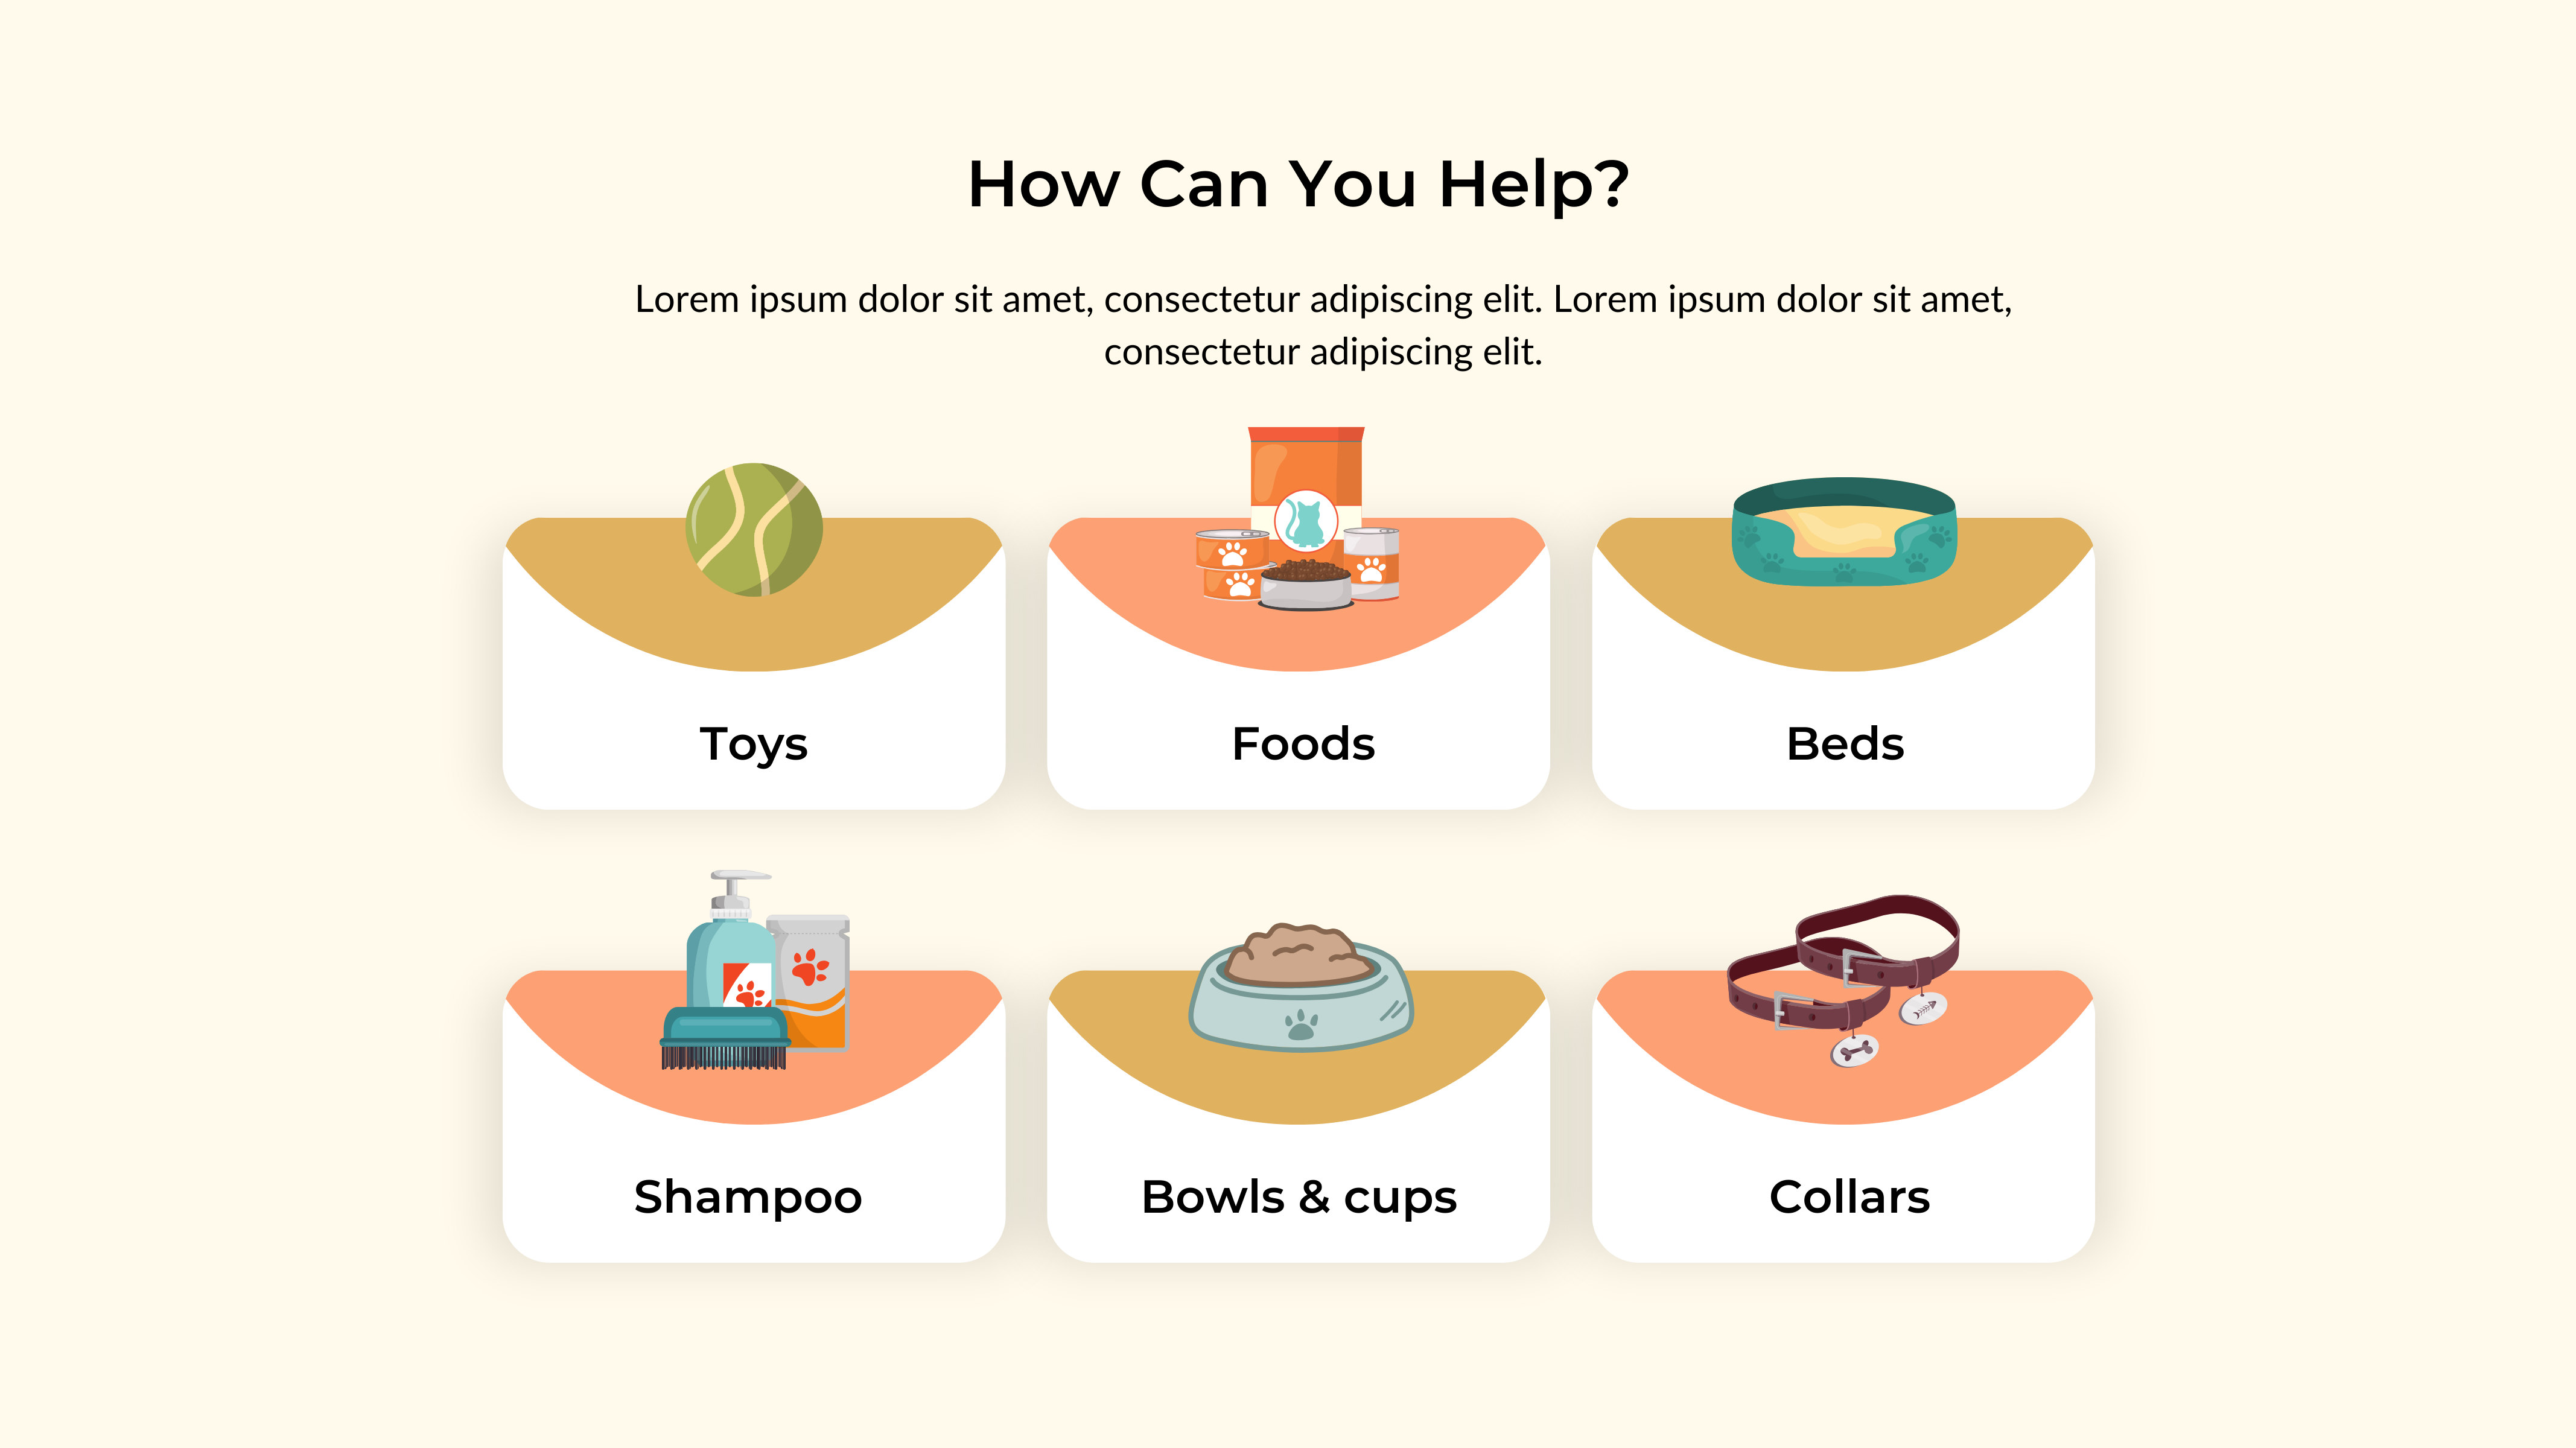 How Can You Help?
Lorem ipsum dolor sit amet, consectetur adipiscing elit. Lorem ipsum dolor sit amet,
consectetur adipiscing elit.
Toys
Foods
Beds
Shampoo
Bowls & cups
Collars